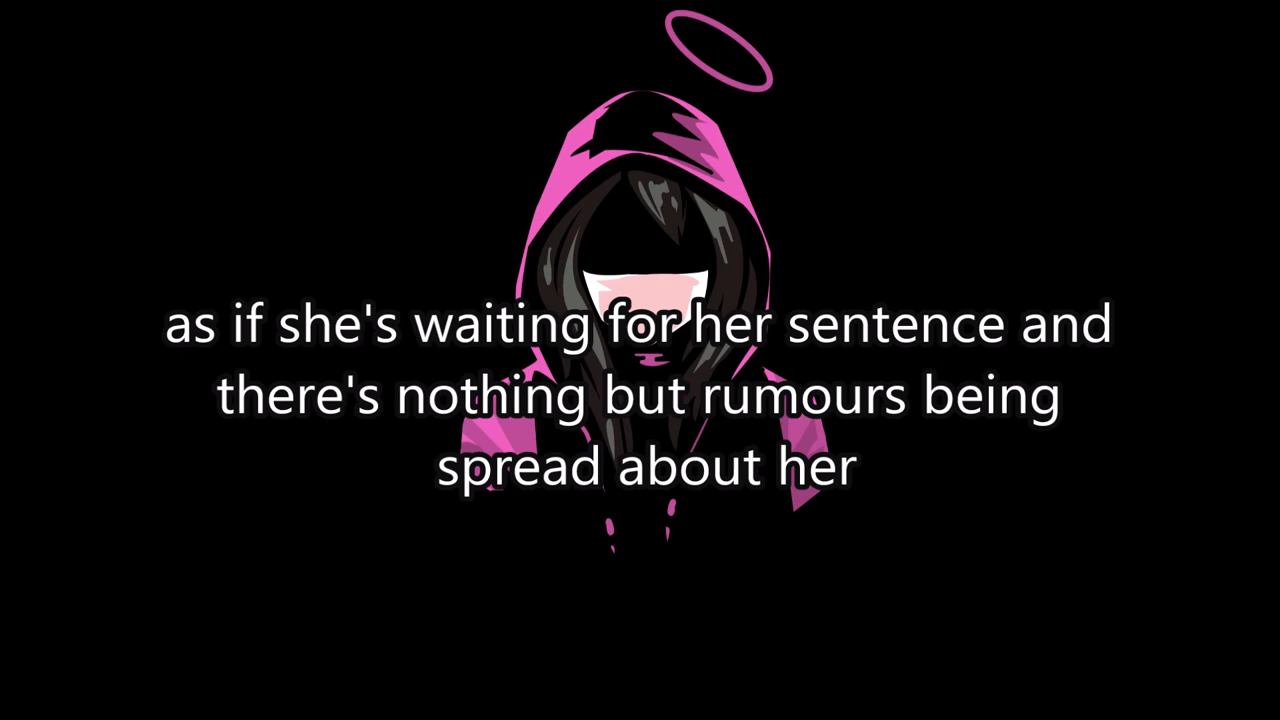 as if she's waiting for her sentence and
there's nothing but rumours being
spread about her